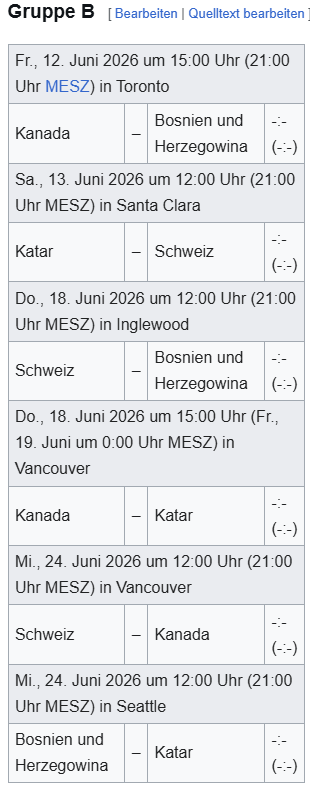 Gruppe B [ Bearbeiten | Quelltext bearbeiten ]
Fr., 12. Juni 2026 um 15:00 Uhr (21:00
Uhr MESZ) in Toronto
Kanada – Bosnien und Herzegowina -:- (-:-)
Sa., 13. Juni 2026 um 12:00 Uhr (21:00
Uhr MESZ) in Santa Clara
Katar – Schweiz -:- (-:-)
Do., 18. Juni 2026 um 12:00 Uhr (21:00
Uhr MESZ) in Inglewood
Schweiz – Bosnien und Herzegowina -:- (-:-)
Do., 18. Juni 2026 um 15:00 Uhr (Fr.,
19. Juni um 0:00 Uhr MESZ) in
Vancouver
Kanada – Katar -:- (-:-)
Mi., 24. Juni 2026 um 12:00 Uhr (21:00
Uhr MESZ) in Vancouver
Schweiz – Kanada -:- (-:-)
Mi., 24. Juni 2026 um 12:00 Uhr (21:00
Uhr MESZ) in Seattle
Bosnien und Herzegowina – Katar -:- (-:-)